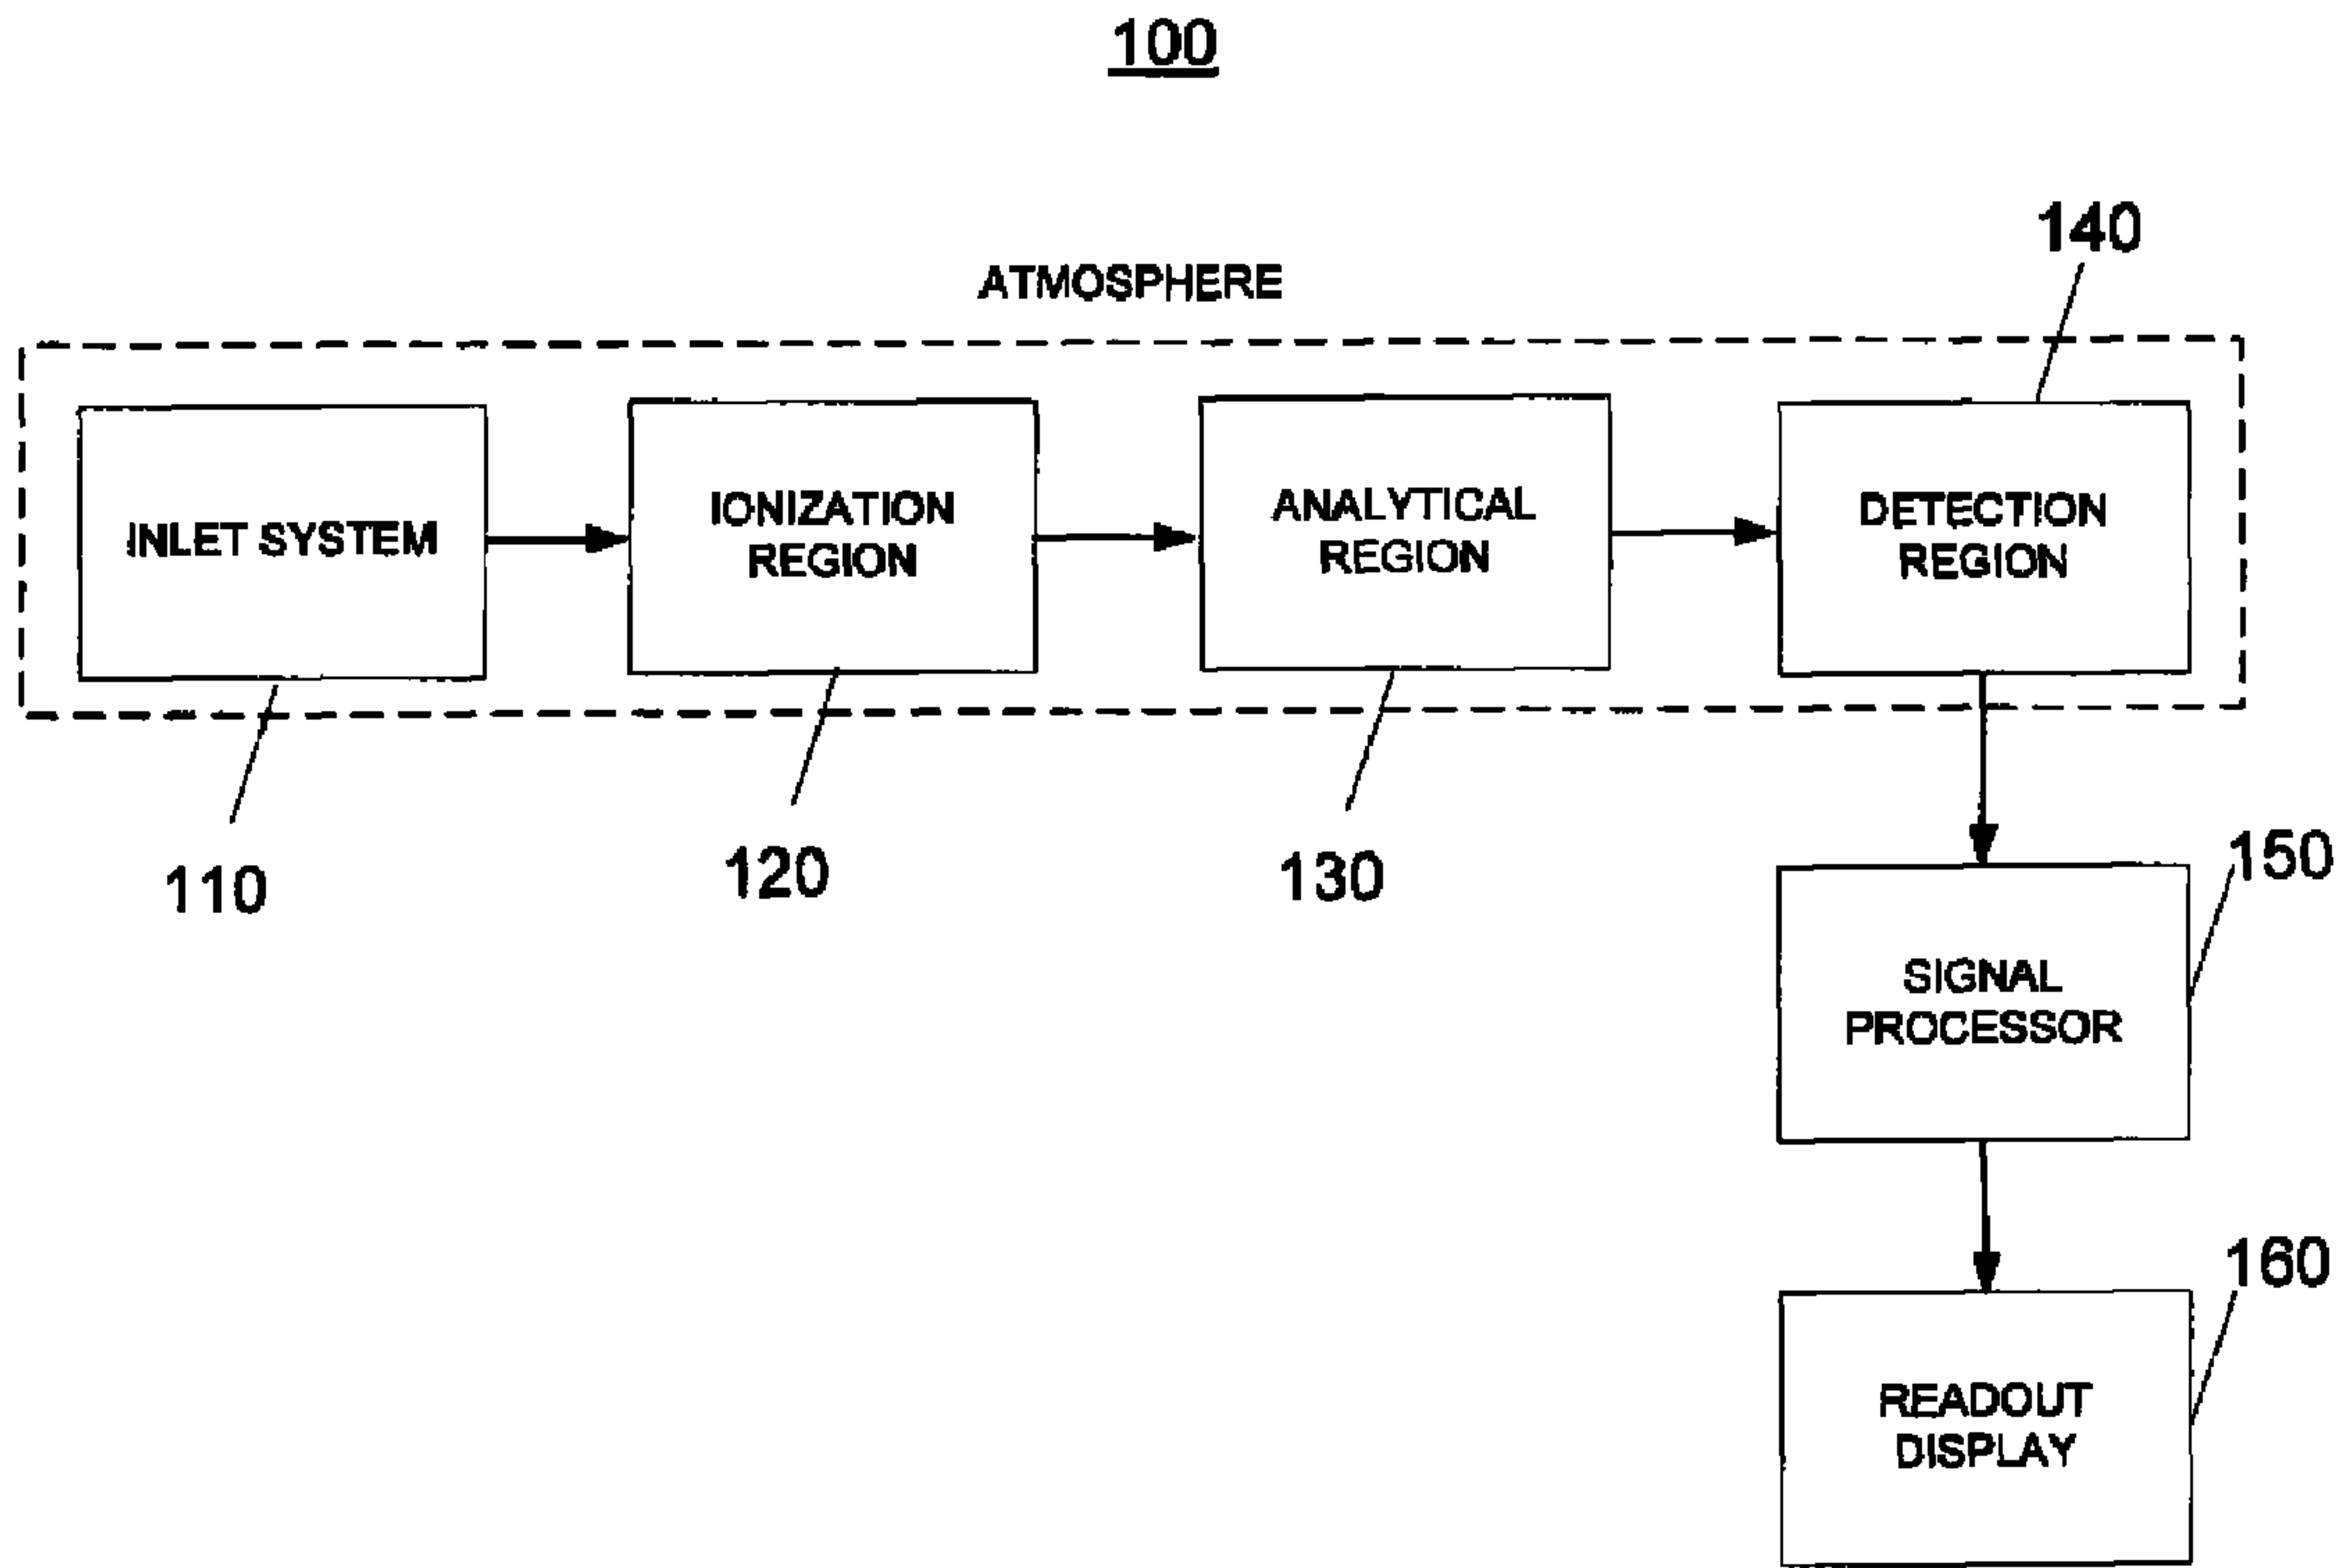 100
140
ATMOSPHERE
INLET SYSTEM
IONIZATION
REGION
ANALYTICAL
REGION
DETECTION
REGION
110
120
130
150
SIGNAL
PROCESSOR
160
READOUT
DISPLAY